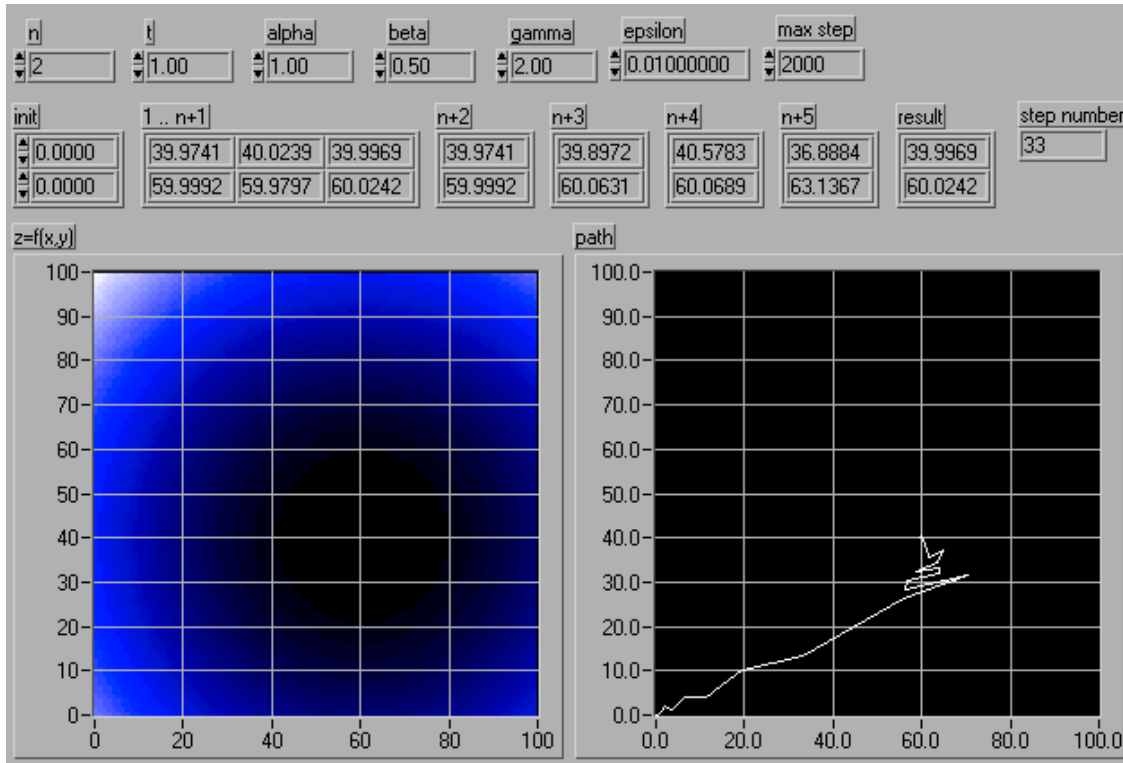 n t alpha beta gamma epsilon max step
2 1.00 1.00 0.50 2.00 0.01000000 2000
init 1 .. n+1 n+2 n+3 n+4 n+5 result step number
0.0000 39.9741 40.0239 39.9969 39.9741 39.8972 40.5783 36.8884 39.9969 33
0.0000 59.9992 59.9797 60.0242 59.9992 60.0631 60.0689 63.1367 60.0242
z=f(x,y) path
100 100.0
90 90.0
80 80.0
70 70.0
60 60.0
50 50.0
40 40.0
30 30.0
20 20.0
10 10.0
0 0.0
0 20 40 60 80 100 0.0 20.0 40.0 60.0 80.0 100.0